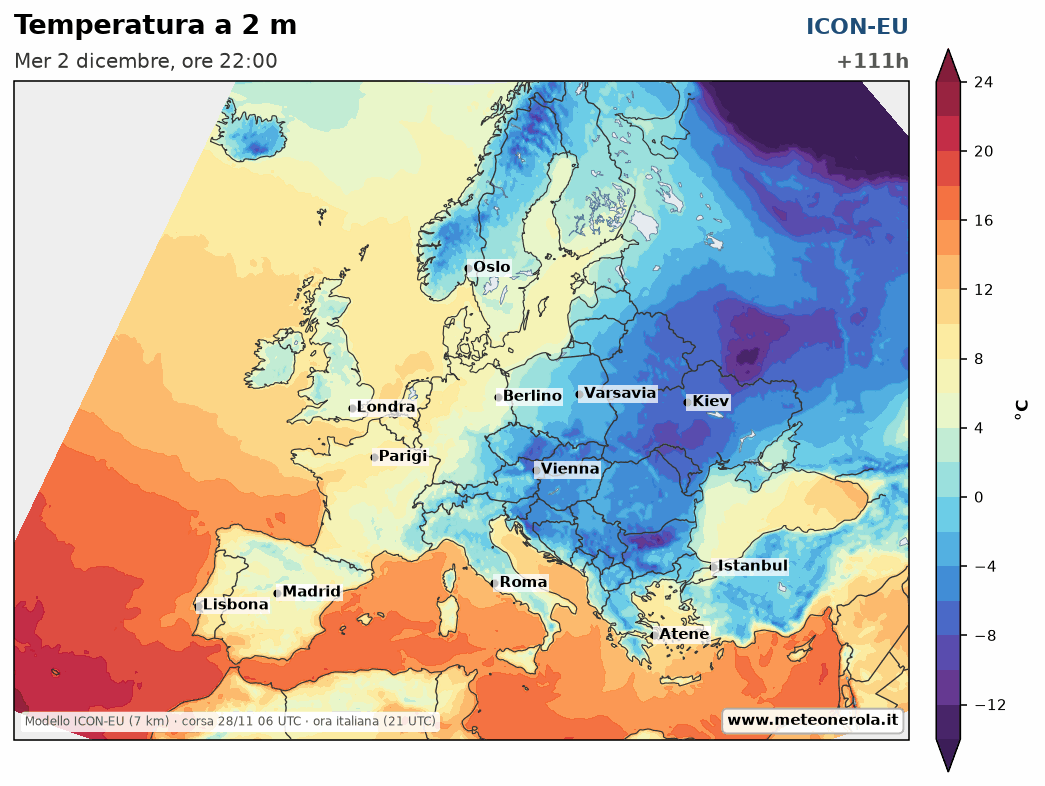 Temperatura a 2 m
ICON-EU
Mer 2 dicembre, ore 22:00
+111h
24
20
16
12
8
4
0
−4
−8
−12
°C
Oslo
Berlino
Varsavia
Kiev
Londra
Parigi
Vienna
Istanbul
Roma
Madrid
Lisbona
Atene
Modello ICON-EU (7 km) · corsa 28/11 06 UTC · ora italiana (21 UTC)
www.meteonerola.it